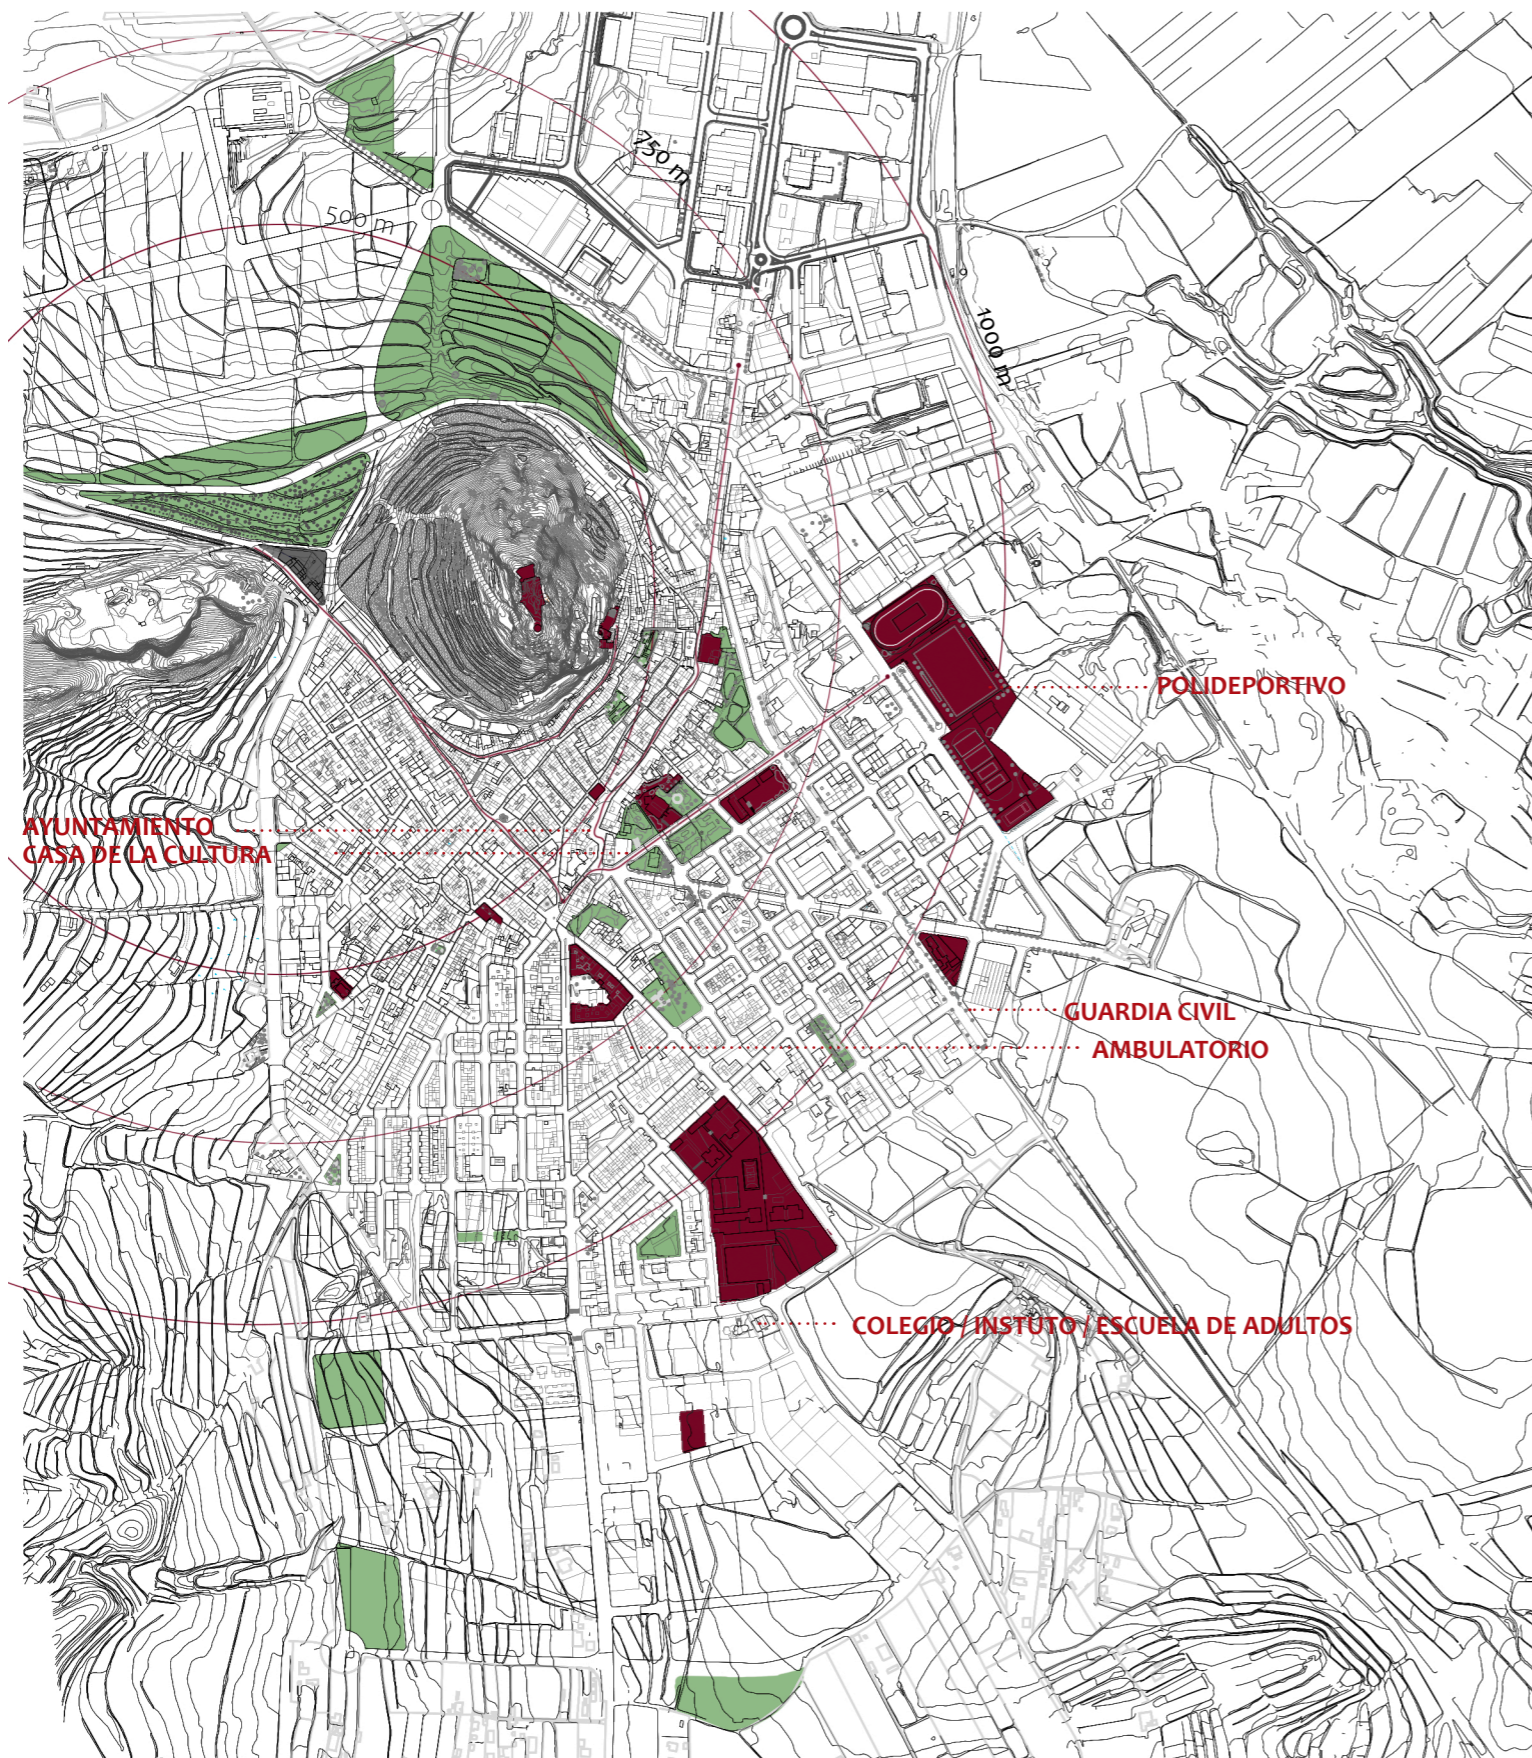 750 m
500 m
1000 m
POLIDEPORTIVO
AYUNTAMIENTO
CASA DE LA CULTURA
GUARDIA CIVIL
AMBULATORIO
COLEGIO / INSTUTO / ESCUELA DE ADULTOS